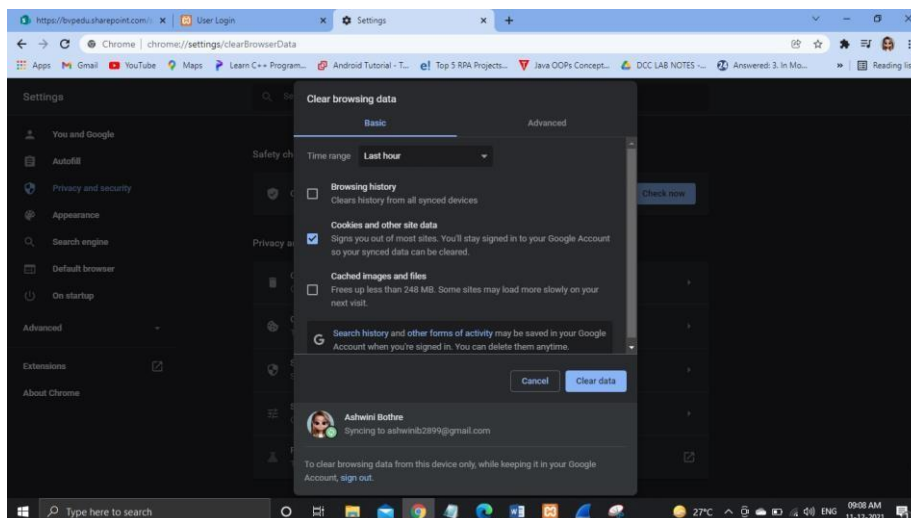 https://bvpedu.sharepoint.com/:
User Login
Settings
Chrome | chrome://settings/clearBrowserData
Apps
Gmail
YouTube
Maps
Learn C++ Program...
Android Tutorial - T...
Top 5 RPA Projects...
Java OOPs Concept...
DCC LAB NOTES -...
Answered: 3. In Mo...
»
Reading lis
Settings
You and Google
Autofill
Privacy and security
Appearance
Search engine
Default browser
On startup
Advanced
Extensions
About Chrome
Safety ch
Check now
Privacy a
Clear browsing data
Basic
Advanced
Time range
Last hour
Browsing history
Clears history from all synced devices
Cookies and other site data
Signs you out of most sites. You'll stay signed in to your Google Account
so your synced data can be cleared.
Cached images and files
Frees up less than 248 MB. Some sites may load more slowly on your
next visit.
Search history and other forms of activity may be saved in your Google
Account when you're signed in. You can delete them anytime.
Cancel
Clear data
Ashwini Bothre
Syncing to ashwinib2899@gmail.com
To clear browsing data from this device only, while keeping it in your Google
Account, sign out.
Type here to search
27°C
ENG
09:08 AM
11-12-2021